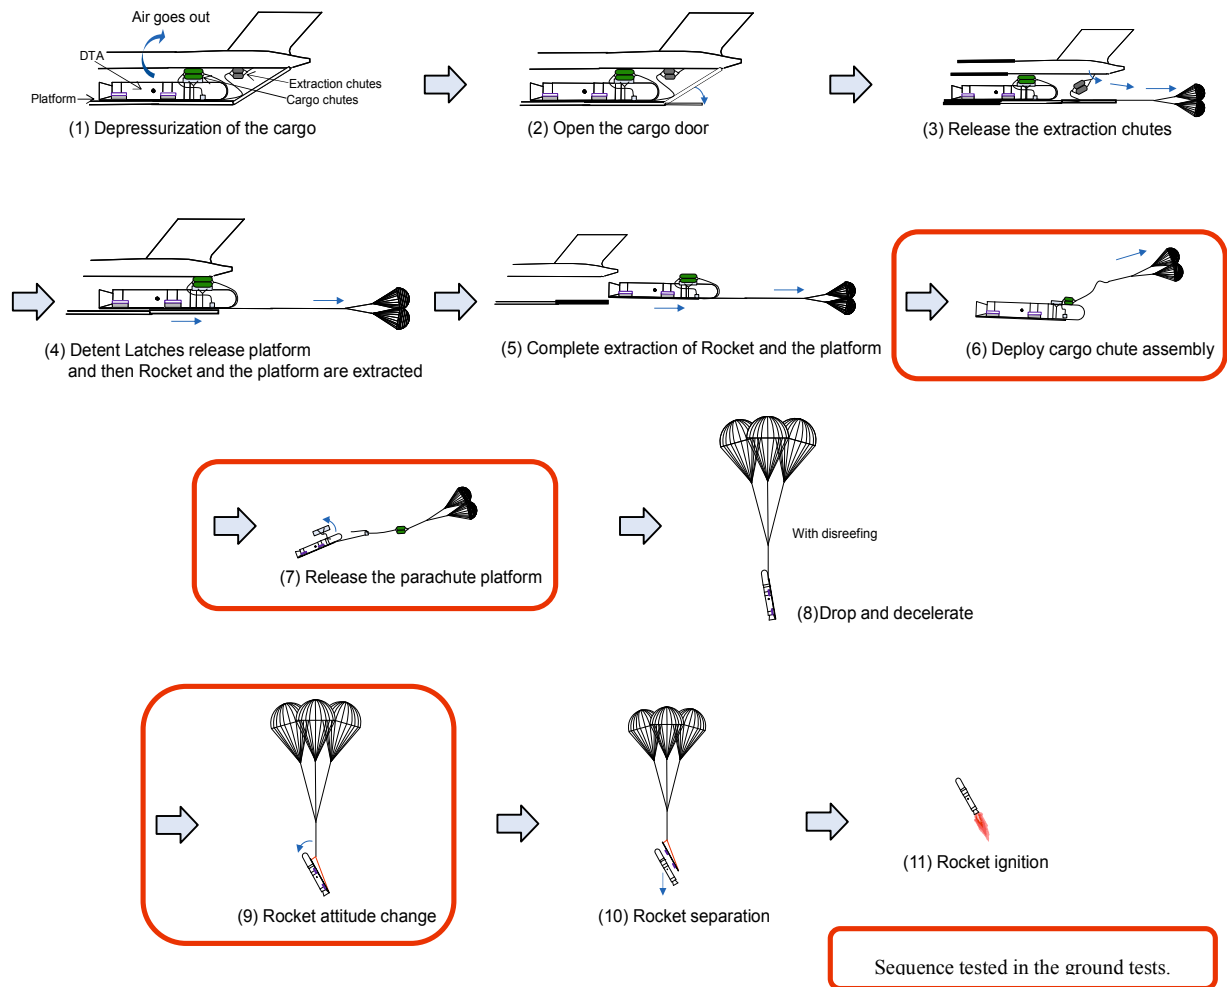 Air goes out
DTA
Extraction chutes
Platform
Cargo chutes
(1) Depressurization of the cargo
(2) Open the cargo door
(3) Release the extraction chutes
(4) Detent Latches release platform
and then Rocket and the platform are extracted
(5) Complete extraction of Rocket and the platform
(6) Deploy cargo chute assembly
(7) Release the parachute platform
With disreefing
(8)Drop and decelerate
(9) Rocket attitude change
(10) Rocket separation
(11) Rocket ignition
Sequence tested in the ground tests.